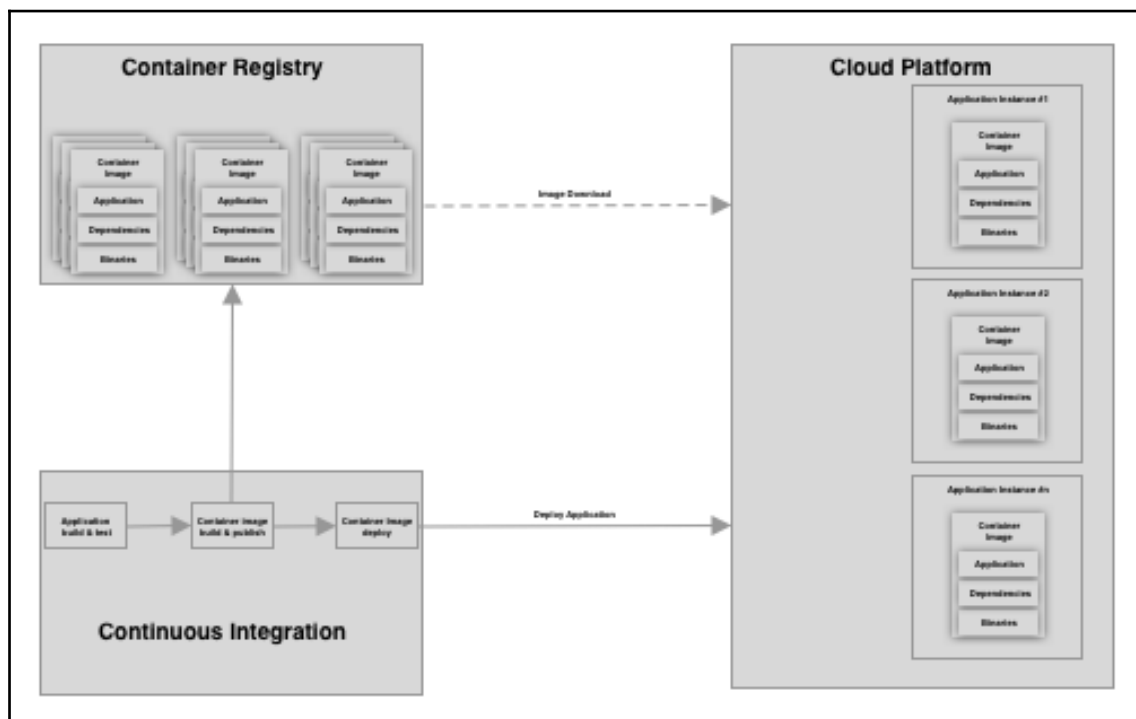 Container Registry
Container
Image
Application
Dependencies
Binaries
Container
Image
Application
Dependencies
Binaries
Container
Image
Application
Dependencies
Binaries
Image Download
Cloud Platform
Application Instance #1
Container
Image
Application
Dependencies
Binaries
Application Instance #2
Container
Image
Application
Dependencies
Binaries
Application Instance #n
Container
Image
Application
Dependencies
Binaries
Application
build & test
Container image
build & publish
Container image
deploy
Deploy Application
Continuous Integration